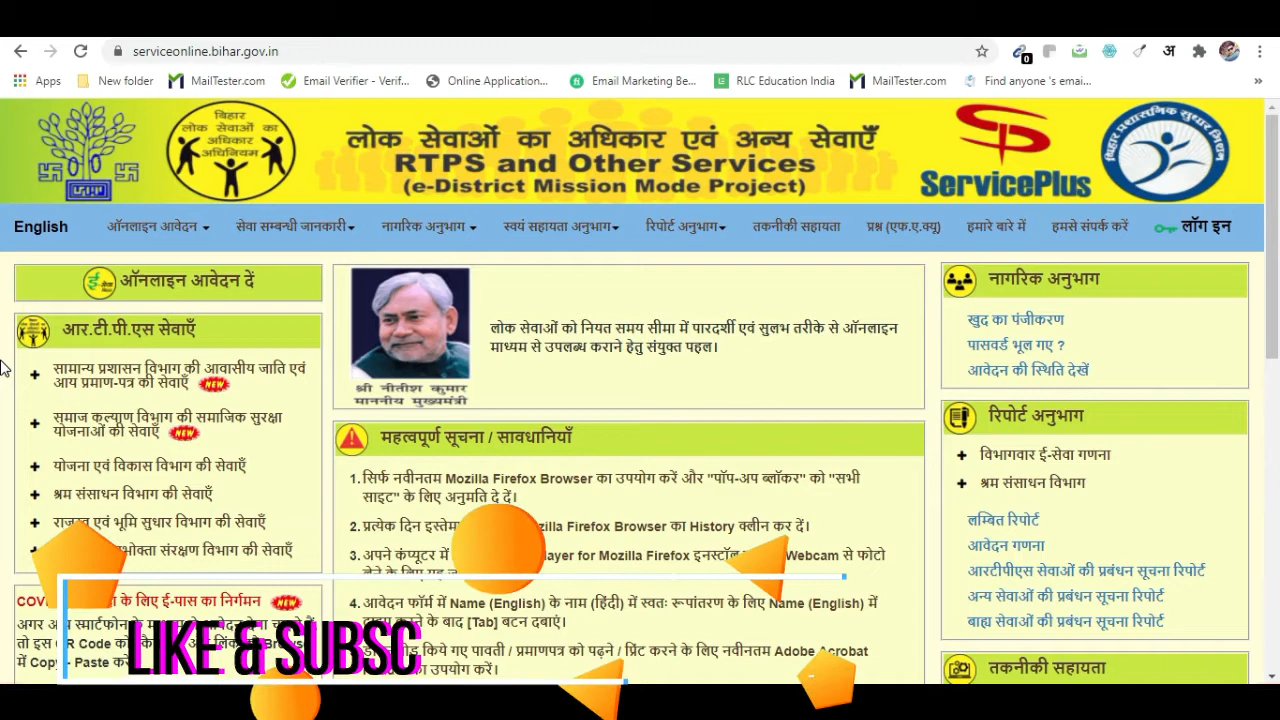 serviceonline.bihar.gov.in
Apps
New folder
MailTester.com
Email Verifier - Verif...
Online Application...
Email Marketing Be...
RLC Education India
MailTester.com
Find anyone 's emai...
बिहार
लोक सेवाओं का
अधिकार
अधिनियम
लोक सेवाओं का अधिकार एवं अन्य सेवाएँ
RTPS and Other Services
(e-District Mission Mode Project)
ServicePlus
बिहार प्रशासनिक सुधार मिशन
English
ऑनलाइन आवेदन
सेवा सम्बन्धी जानकारी
नागरिक अनुभाग
स्वयं सहायता अनुभाग
रिपोर्ट अनुभाग
तकनीकी सहायता
प्रश्न (एफ.ए.क्यू)
हमारे बारे में
हमसे संपर्क करें
लॉग इन
ऑनलाइन आवेदन दें
आर.टी.पी.एस सेवाएँ
सामान्य प्रशासन विभाग की आवासीय जाति एवं
आय प्रमाण-पत्र की सेवाएँ NEW
समाज कल्याण विभाग की समाजिक सुरक्षा
योजनाओं की सेवाएँ NEW
योजना एवं विकास विभाग की सेवाएँ
श्रम संसाधन विभाग की सेवाएँ
राजस्व एवं भूमि सुधार विभाग की सेवाएँ
संरक्षण विभाग की सेवाएँ
के लिए ई-पास का निर्गमन NEW
श्री नीतीश कुमार
माननीय मुख्यमंत्री
लोक सेवाओं को नियत समय सीमा में पारदर्शी एवं सुलभ तरीके से ऑनलाइन
माध्यम से उपलब्ध कराने हेतु संयुक्त पहल।
महत्वपूर्ण सूचना / सावधानियाँ
1. सिर्फ नवीनतम Mozilla Firefox Browser का उपयोग करें और "पॉप-अप ब्लॉकर" को "सभी
साइट" के लिए अनुमति दे दें।
2. प्रत्येक दिन Firefox Browser का History क्लीन कर दें।
3. अपने कंप्यूटर में for Mozilla Firefox Webcam से फोटो
4. आवेदन फॉर्म में Name (English) के नाम (हिंदी) में स्वतः रूपांतरण के लिए Name (English) में
के बाद [Tab] बटन दबाएं।
किये गए पावती / प्रमाणपत्र को पढ़ने / प्रिंट करने के लिए नवीनतम Adobe
उपयोग करें।
नागरिक अनुभाग
खुद का पंजीकरण
पासवर्ड भूल गए ?
आवेदन की स्थिति देखें
रिपोर्ट अनुभाग
विभागवार ई-सेवा गणना
श्रम संसाधन विभाग
लम्बित रिपोर्ट
आवेदन गणना
आरटीपीएस सेवाओं की प्रबंधन सूचना रिपोर्ट
अन्य सेवाओं की प्रबंधन सूचना रिपोर्ट
बाह्य सेवाओं की प्रबंधन सूचना रिपोर्ट
तकनीकी सहायता
LIKE & SUBSC